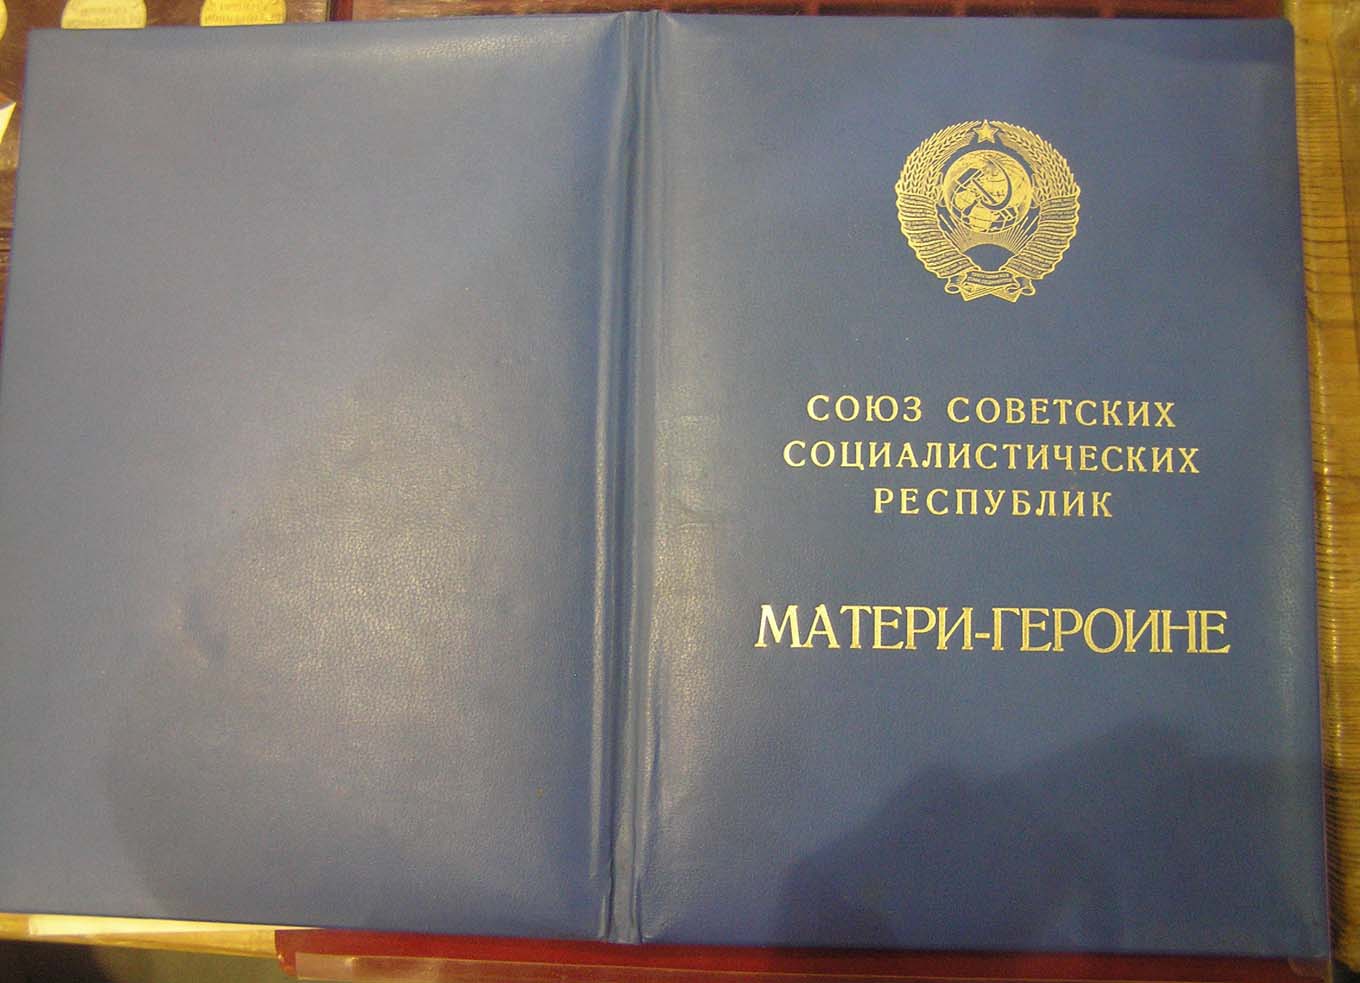 СОЮЗ СОВЕТСКИХ
СОЦИАЛИСТИЧЕСКИХ
РЕСПУБЛИК
МАТЕРИ-ГЕРОИНЕ